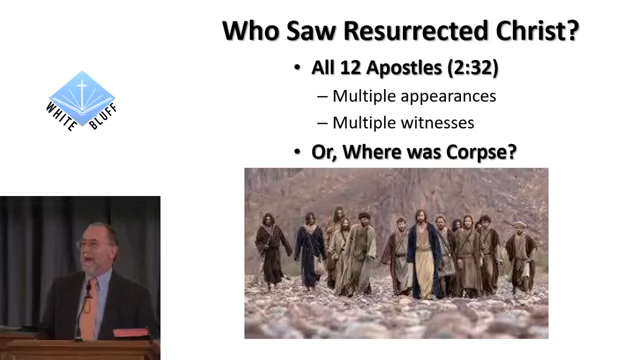 Who Saw Resurrected Christ?
• All 12 Apostles (2:32)
– Multiple appearances
– Multiple witnesses
• Or, Where was Corpse?
WHITE BLUFF